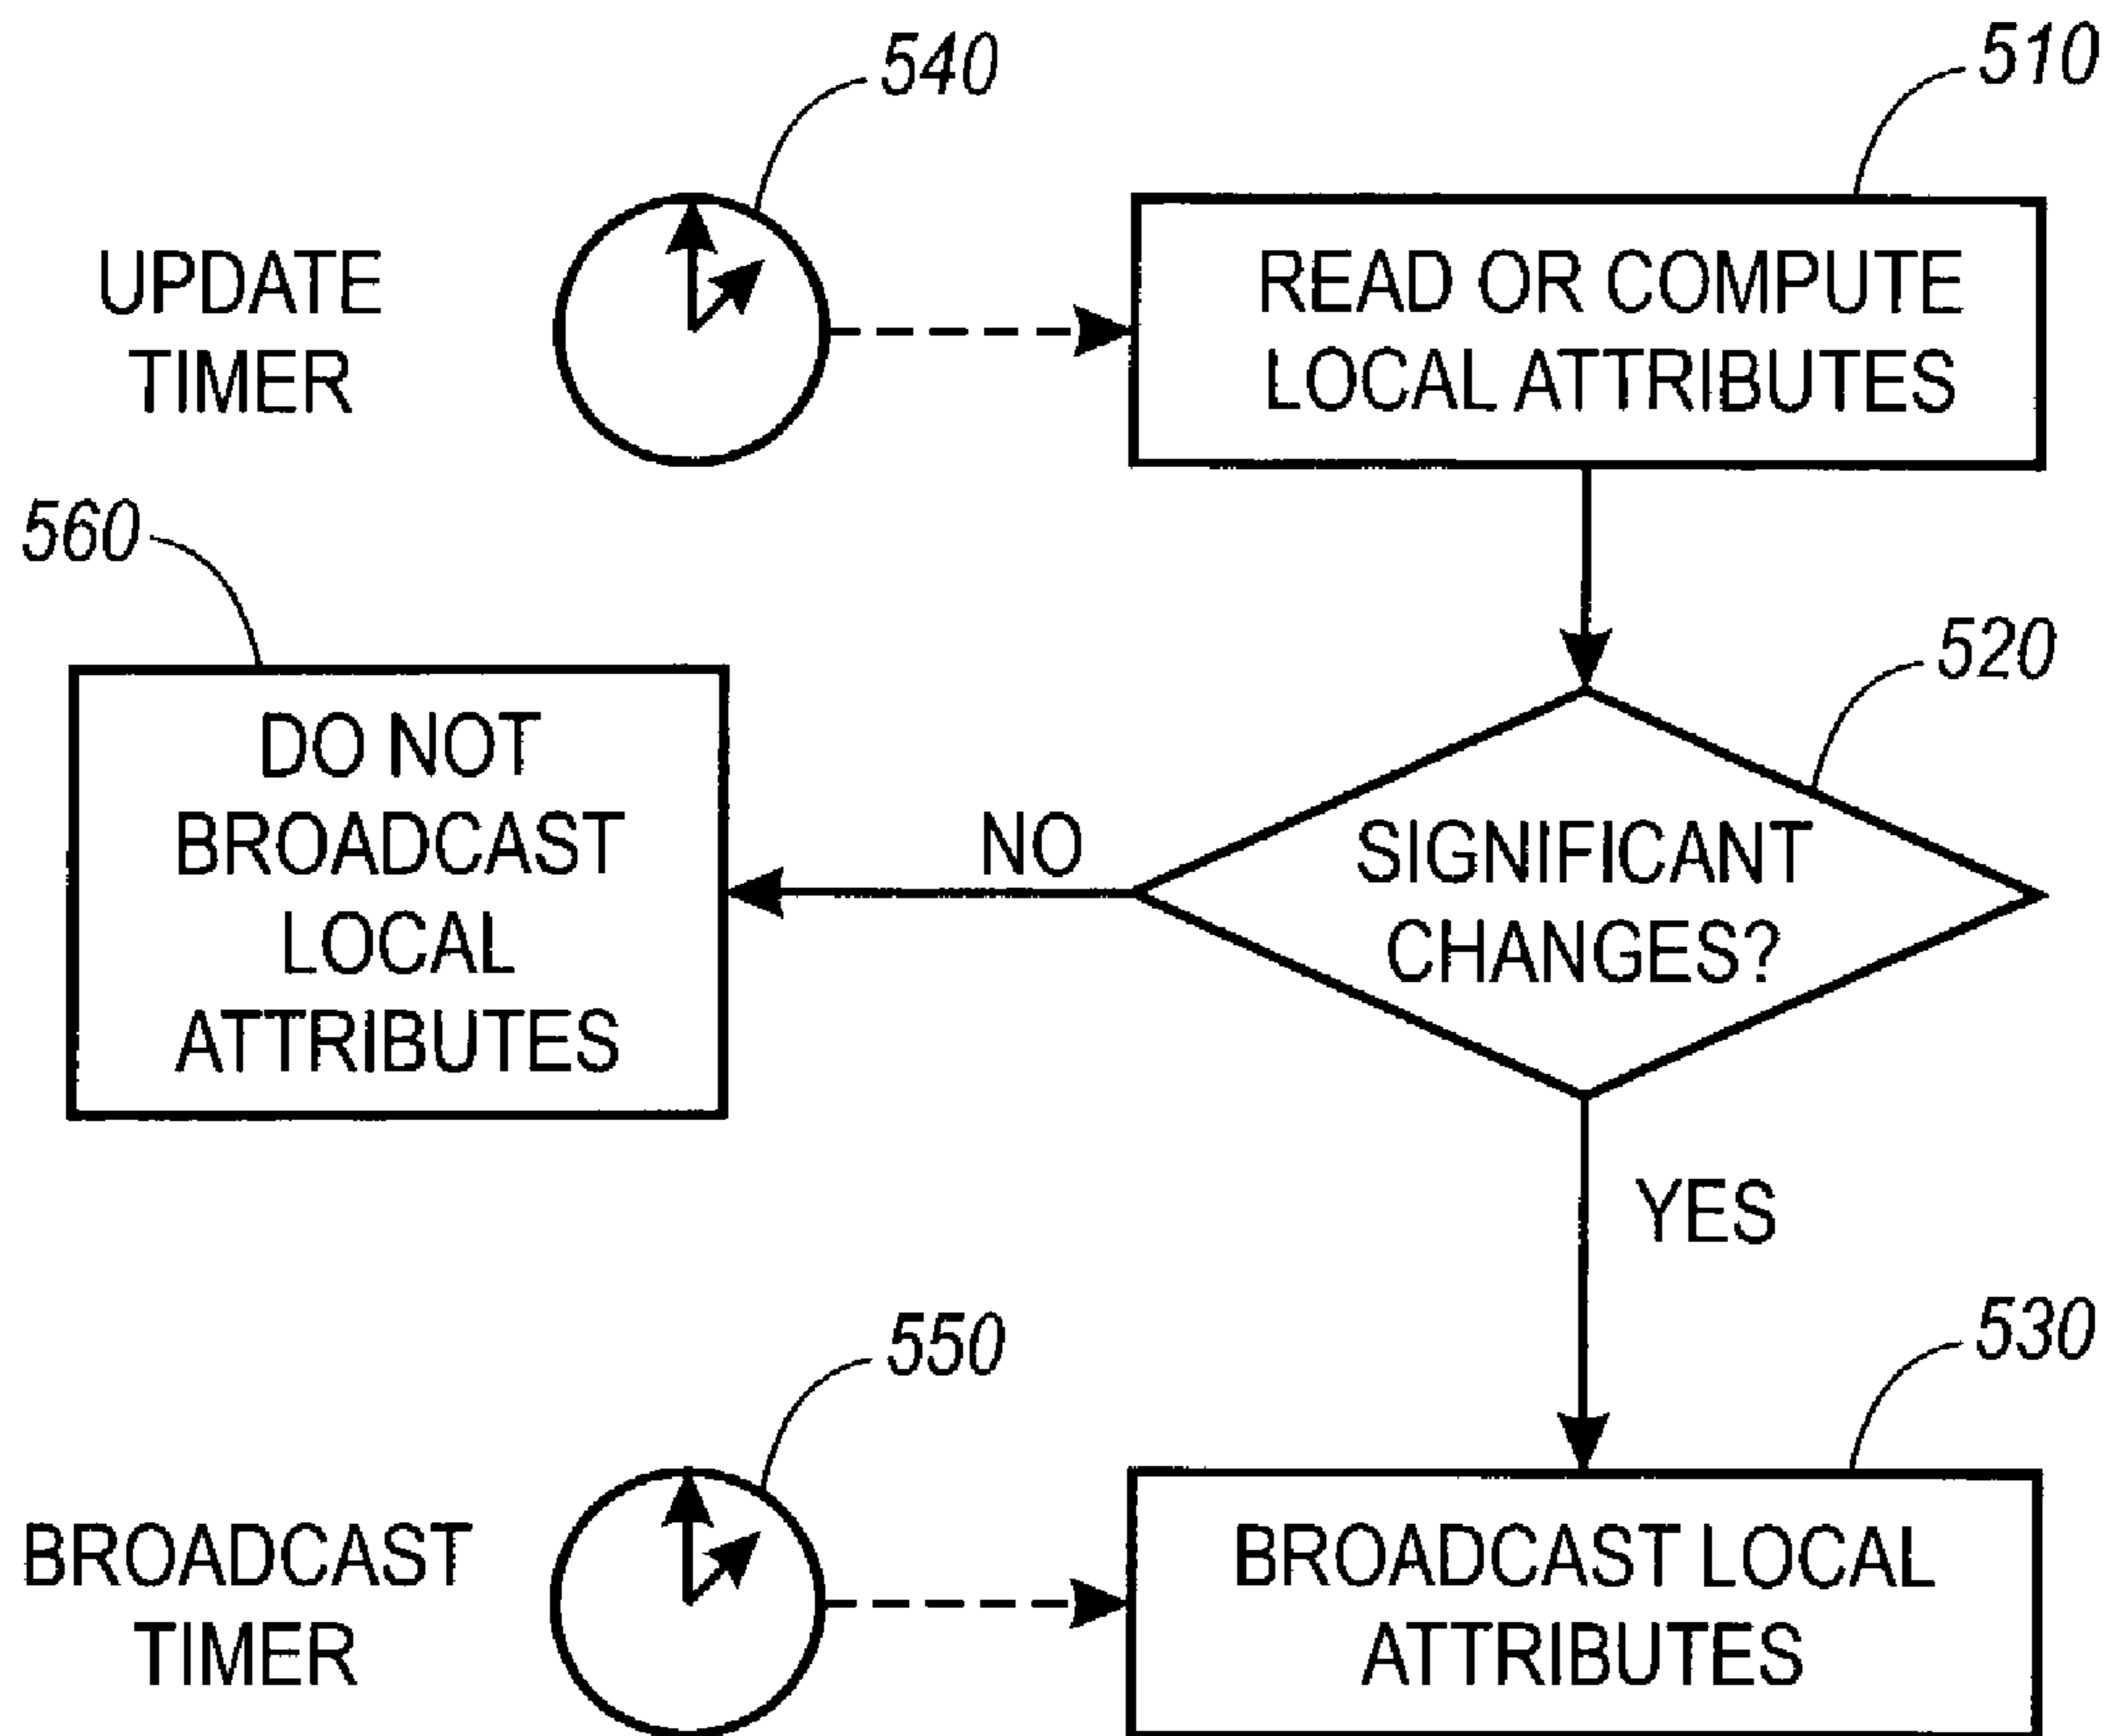 540
510
UPDATE
TIMER
READ OR COMPUTE
LOCAL ATTRIBUTES
560
520
DO NOT
BROADCAST
LOCAL
ATTRIBUTES
NO
SIGNIFICANT
CHANGES?
YES
550
530
BROADCAST
TIMER
BROADCAST LOCAL
ATTRIBUTES